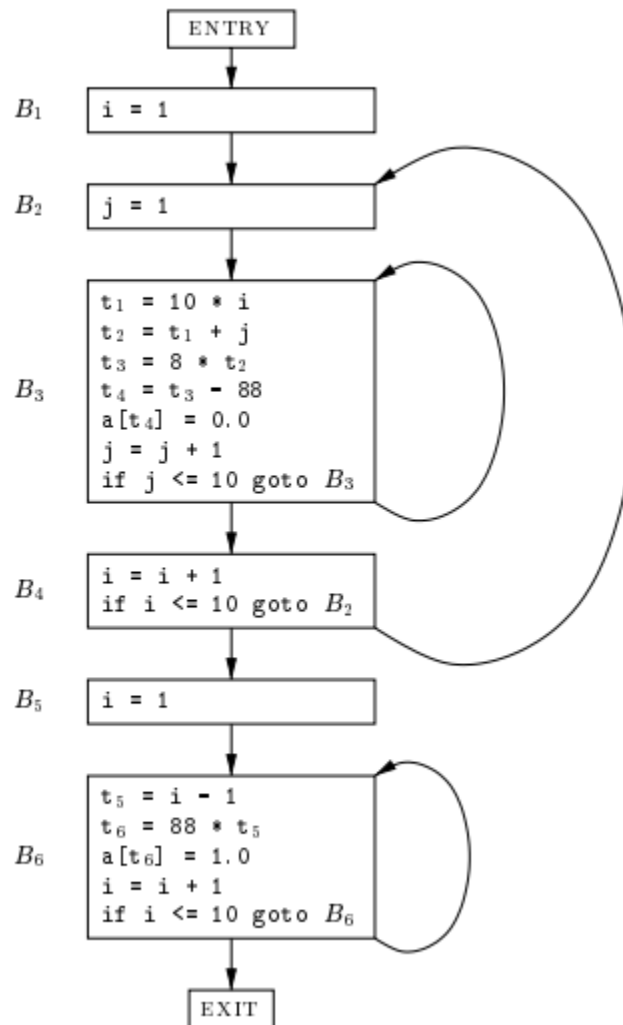 ENTRY
B₁
i = 1
B₂
j = 1
B₃
t₁ = 10 * i
t₂ = t₁ + j
t₃ = 8 * t₂
t₄ = t₃ - 88
a[t₄] = 0.0
j = j + 1
if j <= 10 goto B₃
B₄
i = i + 1
if i <= 10 goto B₂
B₅
i = 1
B₆
t₅ = i - 1
t₆ = 88 * t₅
a[t₆] = 1.0
i = i + 1
if i <= 10 goto B₆
EXIT